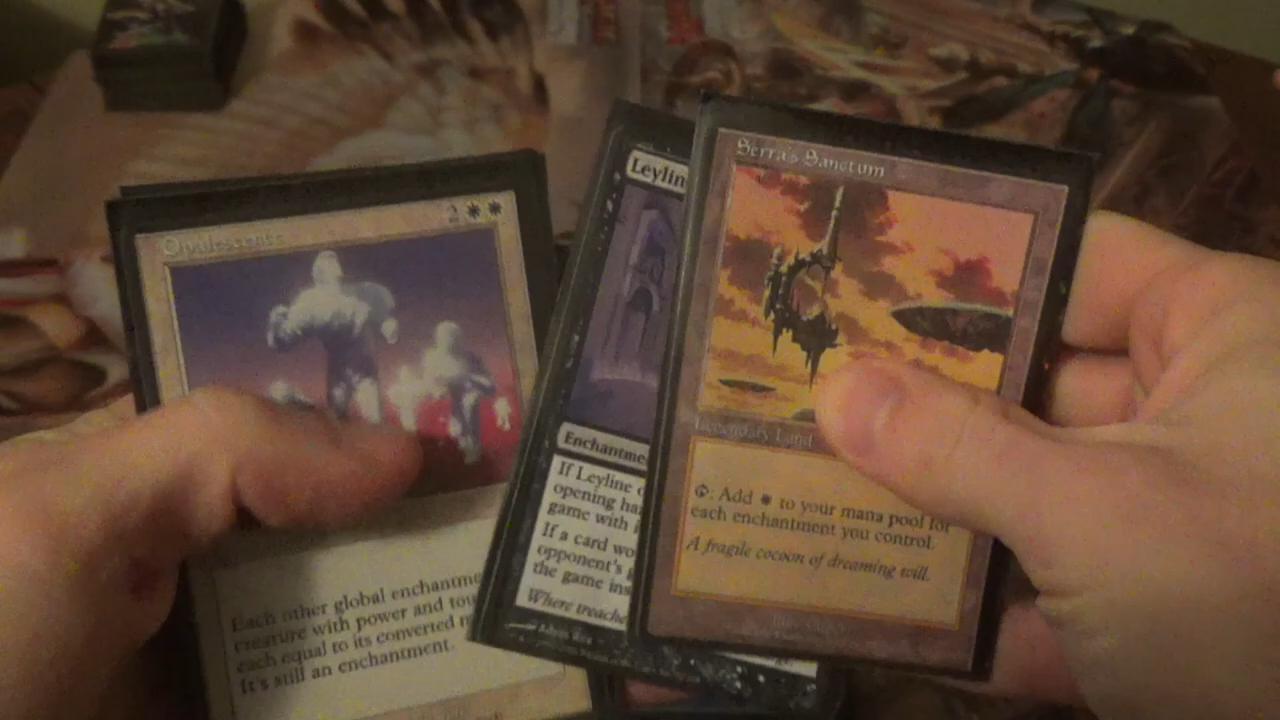 Opalescence
2
Each other global enchantme
creature with power and tou
each equal to its converted m
It's still an enchantment.
Leylin
Enchantme
If Leyline o
opening ha
game with i
If a card wo
opponent's g
the game ins
Where treache
Serra's Sanctum
Legendary Land
: Add to your mana pool for
each enchantment you control.
A fragile cocoon of dreaming will.